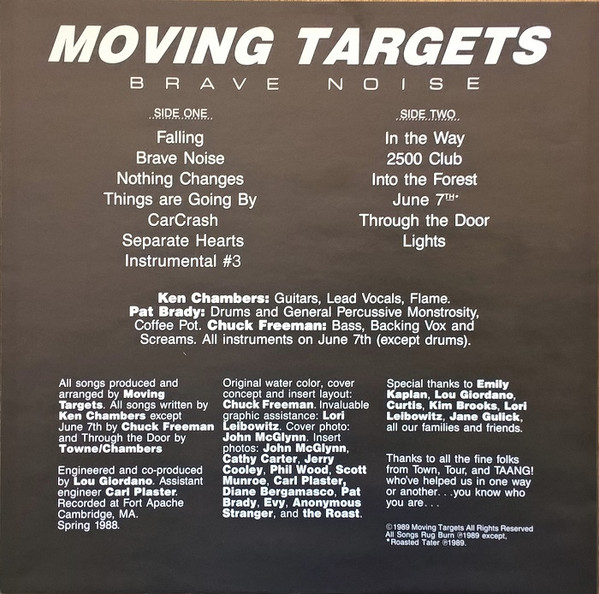 MOVING TARGETS
BRAVE NOISE
SIDE ONE
Falling
Brave Noise
Nothing Changes
Things are Going By
CarCrash
Separate Hearts
Instrumental #3
SIDE TWO
In the Way
2500 Club
Into the Forest
June 7TH*
Through the Door
Lights
Ken Chambers: Guitars, Lead Vocals, Flame.
Pat Brady: Drums and General Percussive Monstrosity,
Coffee Pot. Chuck Freeman: Bass, Backing Vox and
Screams. All instruments on June 7th (except drums).
All songs produced and
arranged by Moving
Targets. All songs written by
Ken Chambers except
June 7th by Chuck Freeman
and Through the Door by
Towne/Chambers
Engineered and co-produced
by Lou Giordano. Assistant
engineer Carl Plaster.
Recorded at Fort Apache
Cambridge, MA.
Spring 1988.
Original water color, cover
concept and insert layout:
Chuck Freeman. Invaluable
graphic assistance: Lori
Leibowitz. Cover photo:
John McGlynn. Insert
photos: John McGlynn,
Cathy Carter, Jerry
Cooley, Phil Wood, Scott
Munroe, Carl Plaster,
Diane Bergamasco, Pat
Brady, Evy, Anonymous
Stranger, and the Roast.
Special thanks to Emily
Kaplan, Lou Giordano,
Curtis, Kim Brooks, Lori
Leibowitz, Jane Gulick,
all our families and friends.
Thanks to all the fine folks
from Town, Tour, and TAANG!
who've helped us in one way
or another. . .you know who
you are. . .
©1989 Moving Targets All Rights Reserved
All Songs Rug Burn ℗1989 except,
*Roasted Tater ℗1989.